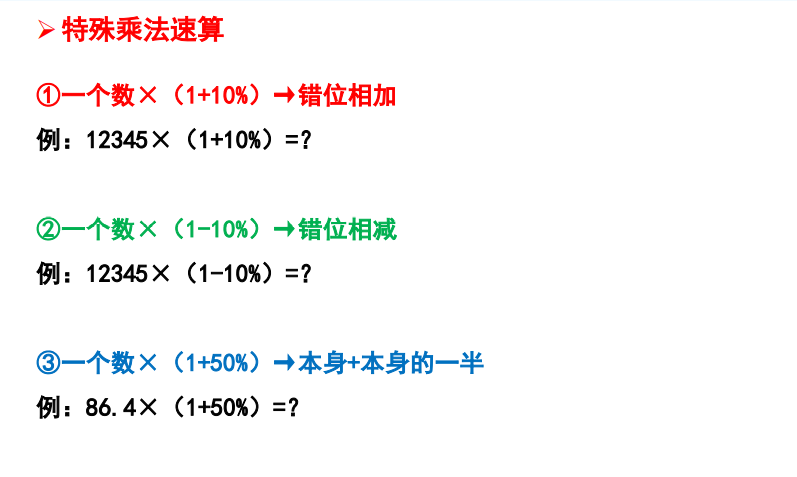 ➢ 特殊乘法速算
①一个数×（1+10%）→错位相加
例：12345×（1+10%）=?
②一个数×（1-10%）→错位相减
例：12345×（1-10%）=?
③一个数×（1+50%）→本身+本身的一半
例：86.4×（1+50%）=?